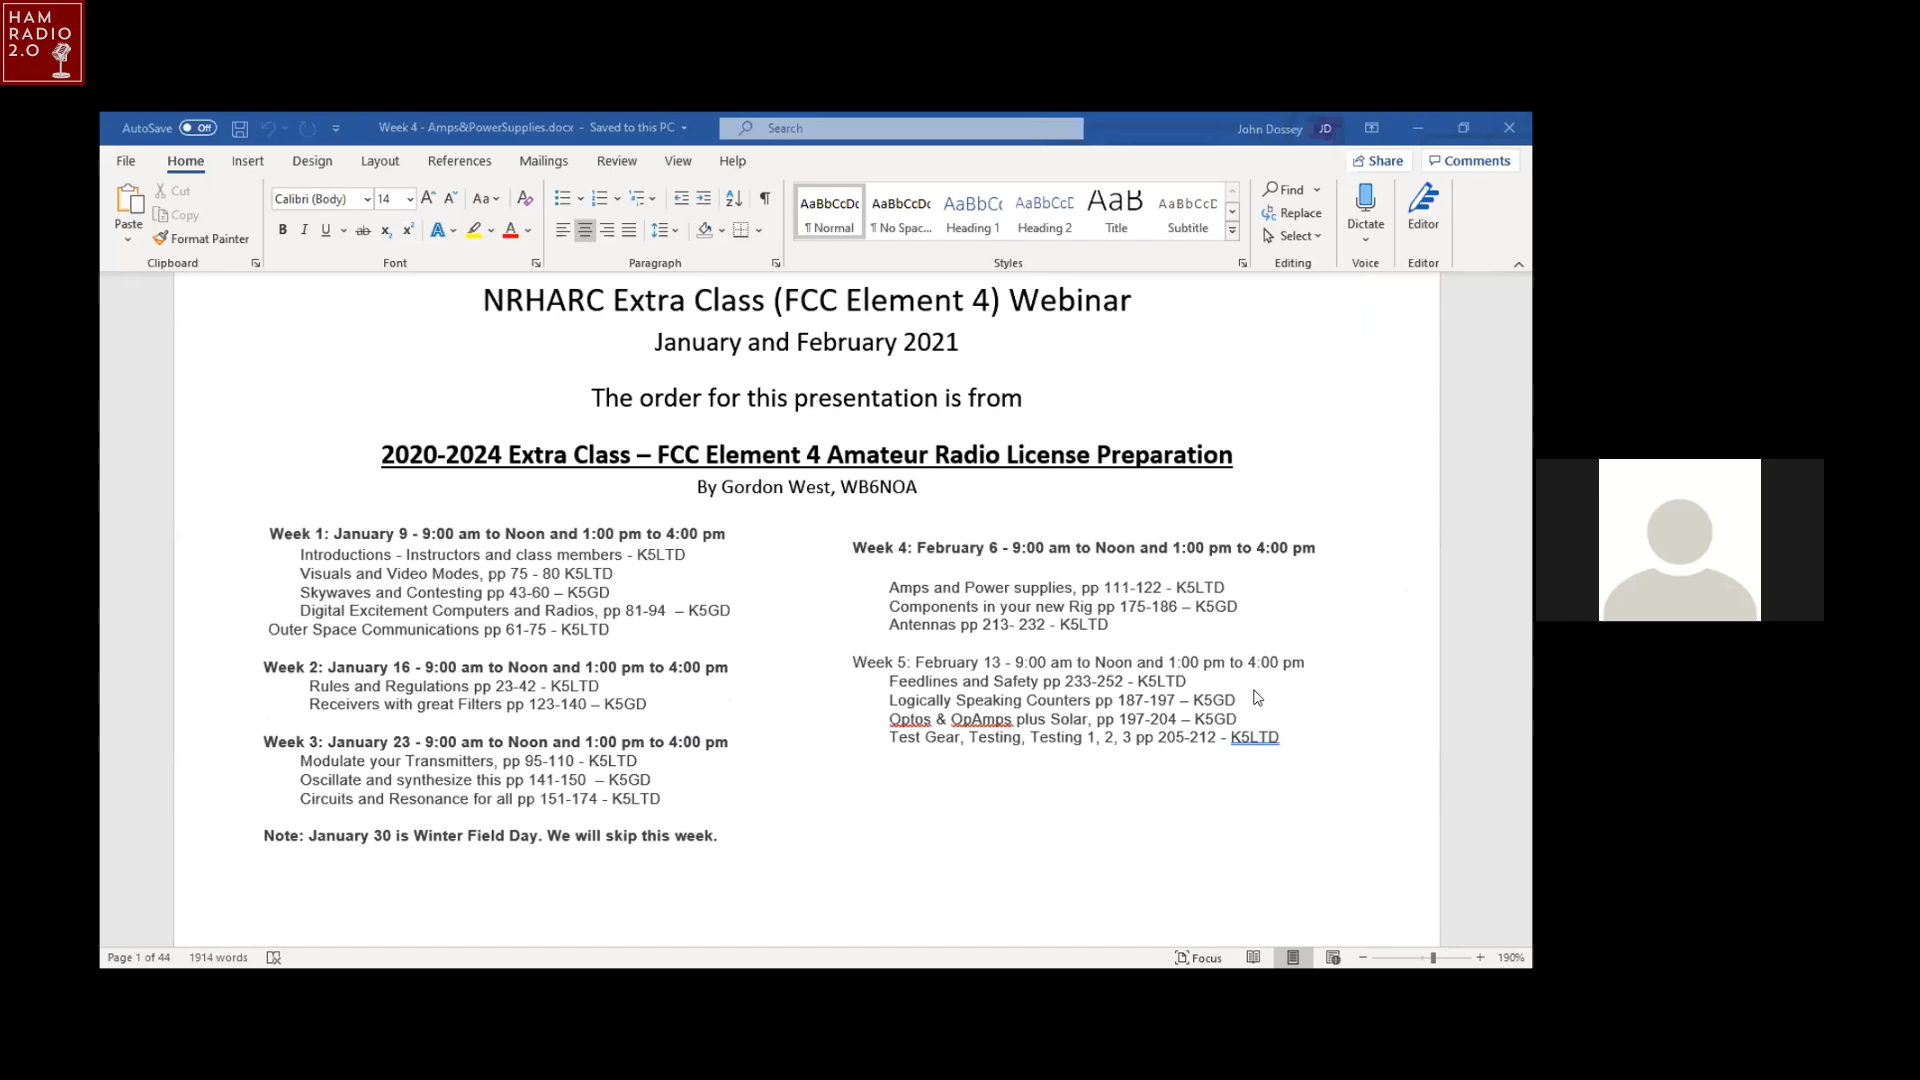 HAM
RADIO
2.0
AutoSave Off Week 4 - Amps&PowerSupplies.docx - Saved to this PC Search John Dossey JD
File Home Insert Design Layout References Mailings Review View Help Share Comments
Paste Cut Copy Format Painter Clipboard
Calibri (Body) 14 Aa B I U ab x₂ x² A A Font
Paragraph
AaBbCcDc AaBbCcDc AaBbCc AaBbCcD AaB AaBbCcD
¶ Normal ¶ No Spac... Heading 1 Heading 2 Title Subtitle
Styles
Find Replace Select Editing
Dictate Voice
Editor Editor
NRHARC Extra Class (FCC Element 4) Webinar
January and February 2021
The order for this presentation is from
2020-2024 Extra Class – FCC Element 4 Amateur Radio License Preparation
By Gordon West, WB6NOA
Week 1: January 9 - 9:00 am to Noon and 1:00 pm to 4:00 pm
Introductions - Instructors and class members - K5LTD
Visuals and Video Modes, pp 75 - 80 K5LTD
Skywaves and Contesting pp 43-60 – K5GD
Digital Excitement Computers and Radios, pp 81-94 – K5GD
Outer Space Communications pp 61-75 - K5LTD
Week 2: January 16 - 9:00 am to Noon and 1:00 pm to 4:00 pm
Rules and Regulations pp 23-42 - K5LTD
Receivers with great Filters pp 123-140 – K5GD
Week 3: January 23 - 9:00 am to Noon and 1:00 pm to 4:00 pm
Modulate your Transmitters, pp 95-110 - K5LTD
Oscillate and synthesize this pp 141-150 – K5GD
Circuits and Resonance for all pp 151-174 - K5LTD
Note: January 30 is Winter Field Day. We will skip this week.
Week 4: February 6 - 9:00 am to Noon and 1:00 pm to 4:00 pm
Amps and Power supplies, pp 111-122 - K5LTD
Components in your new Rig pp 175-186 – K5GD
Antennas pp 213- 232 - K5LTD
Week 5: February 13 - 9:00 am to Noon and 1:00 pm to 4:00 pm
Feedlines and Safety pp 233-252 - K5LTD
Logically Speaking Counters pp 187-197 – K5GD
Optos & OpAmps plus Solar, pp 197-204 – K5GD
Test Gear, Testing, Testing 1, 2, 3 pp 205-212 - K5LTD
Page 1 of 44 1914 words Focus 190%